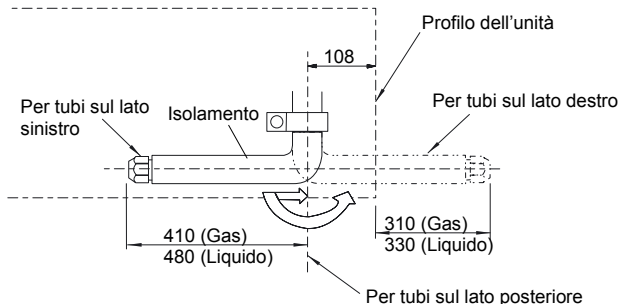 Profilo dell'unità
108
Per tubi sul lato
sinistro
Isolamento
Per tubi sul lato destro
410 (Gas)
480 (Liquido)
310 (Gas)
330 (Liquido)
Per tubi sul lato posteriore